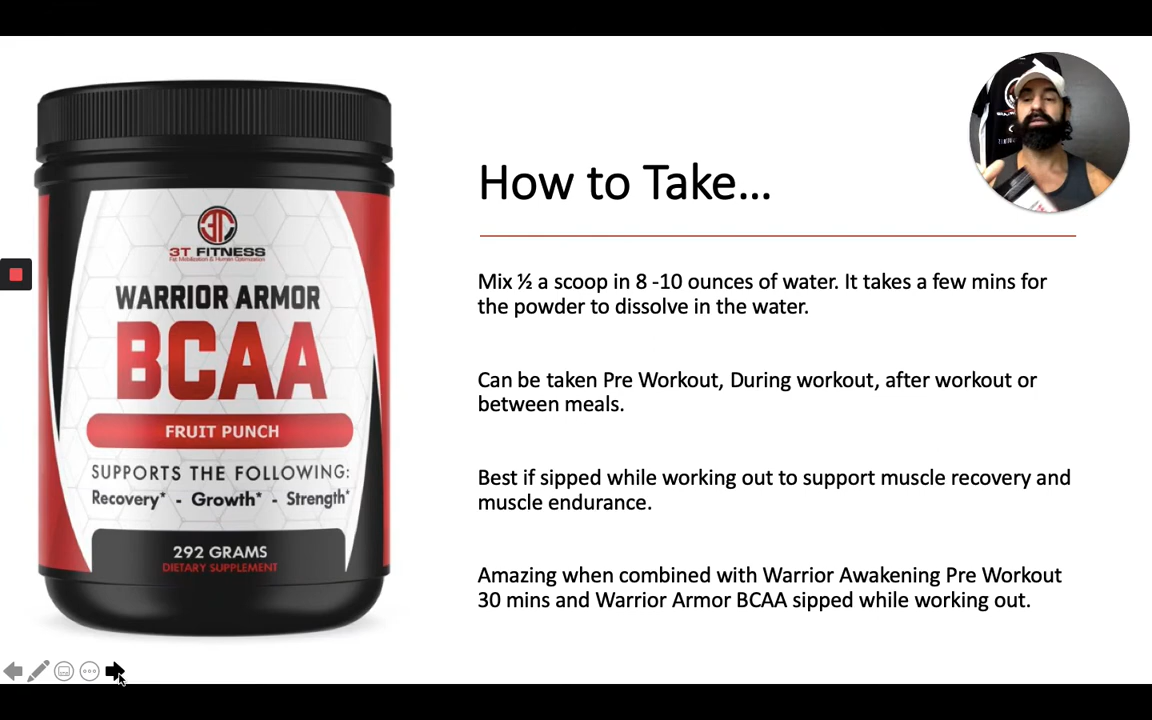 3T FITNESS
Fat Mobilization & Human Optimization
WARRIOR ARMOR
BCAA
FRUIT PUNCH
SUPPORTS THE FOLLOWING:
Recovery* - Growth* - Strength*
292 GRAMS
DIETARY SUPPLEMENT
How to Take...
Mix ½ a scoop in 8 -10 ounces of water. It takes a few mins for
the powder to dissolve in the water.
Can be taken Pre Workout, During workout, after workout or
between meals.
Best if sipped while working out to support muscle recovery and
muscle endurance.
Amazing when combined with Warrior Awakening Pre Workout
30 mins and Warrior Armor BCAA sipped while working out.